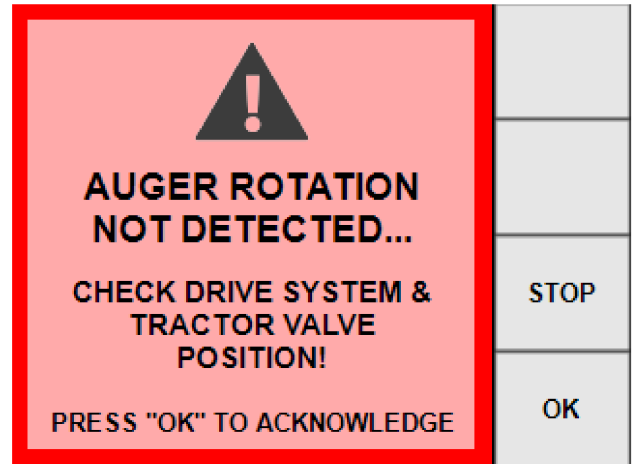 AUGER ROTATION
NOT DETECTED...
CHECK DRIVE SYSTEM &
TRACTOR VALVE
POSITION!
PRESS "OK" TO ACKNOWLEDGE
STOP
OK